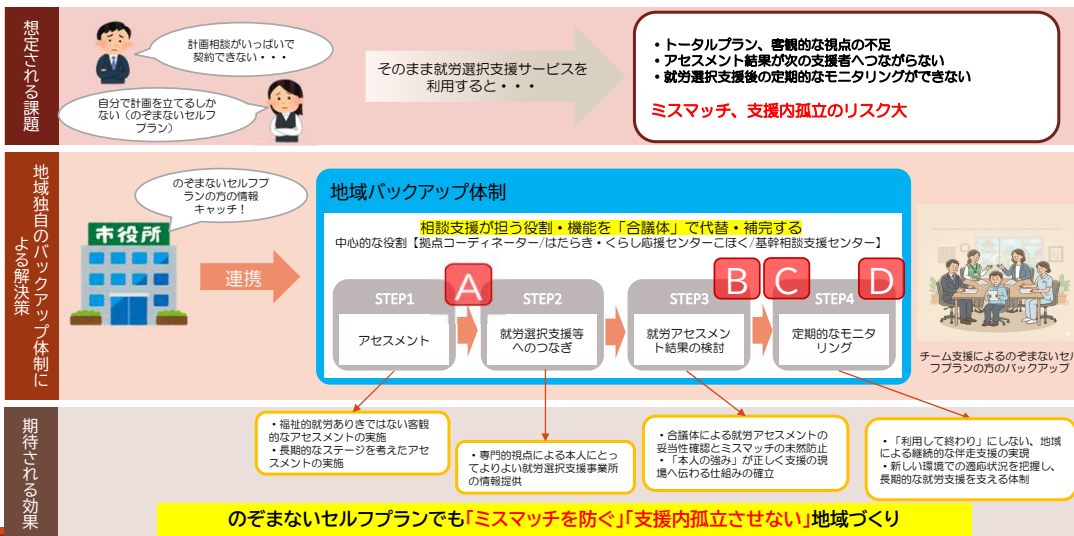 想定される課題
計画相談がいっぱいで
契約できない・・・
自分で計画を立てるしか
ない（のぞまないセルフ
プラン）
そのまま就労選択支援サービスを
利用すると・・・
・トータルプラン、客観的な視点の不足
・アセスメント結果が次の支援者へつながらない
・就労選択支援後の定期的なモニタリングができない
ミスマッチ、支援内孤立のリスク大
地域独自のバックアップ体制に
よる解決策
のぞまないセルフプ
ランの方の情報
キャッチ！
市役所
連携
地域バックアップ体制
相談支援が担う役割・機能を「合議体」で代替・補完する
中心的な役割【拠点コーディネーター/はたらき・くらし応援センターこほく/基幹相談支援センター】
A
B
C
D
STEP1
アセスメント
STEP2
就労選択支援等
へのつなぎ
STEP3
就労アセスメン
ト結果の検討
STEP4
定期的なモニタ
リング
チーム支援によるのぞまないセル
フプランの方のバックアップ
期待される効果
・福祉的就労ありきではない客観
的なアセスメントの実施
・長期的なステージを考えたアセ
スメントの実施
・専門的視点による本人にとっ
てよりよい就労選択支援事業所
の情報提供
・合議体による就労アセスメントの
妥当性確認とミスマッチの未然防止
・「本人の強み」が正しく支援の現
場へ伝わる仕組みの確立
・「利用して終わり」にしない、地域
による継続的な伴走支援の実現
・新しい環境での適応状況を把握し、
長期的な就労支援を支える体制
のぞまないセルフプランでも「ミスマッチを防ぐ」「支援内孤立させない」地域づくり